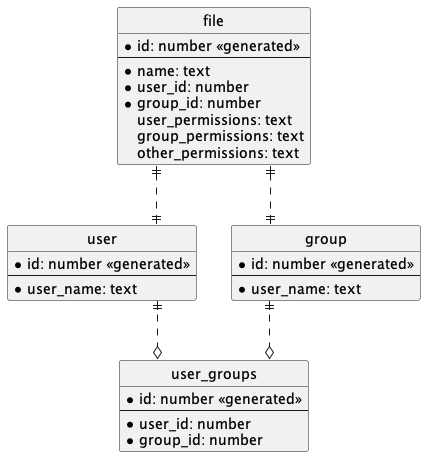 file
id: number «generated»
name: text
user_id: number
group_id: number
user_permissions: text
group_permissions: text
other_permissions: text
user
id: number «generated»
user_name: text
group
id: number «generated»
user_name: text
user_groups
id: number «generated»
user_id: number
group_id: number